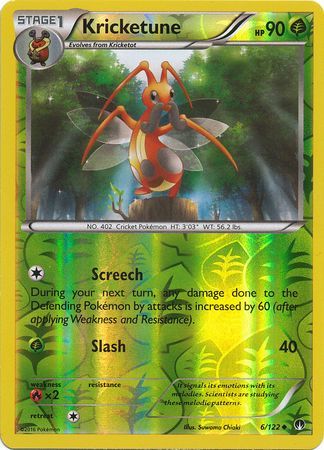 STAGE1
Kricketune
HP 90
Evolves from Kricketot
NO. 402 Cricket Pokémon HT: 3'03" WT: 56.2 lbs.
Screech
During your next turn, any damage done to the
Defending Pokémon by attacks is increased by 60 (after
applying Weakness and Resistance).
Slash 40
weakness resistance
×2
retreat
It signals its emotions with its
melodies. Scientists are studying
these melodic patterns.
©2016 Pokémon
Illus. Suwama Chiaki
6/122